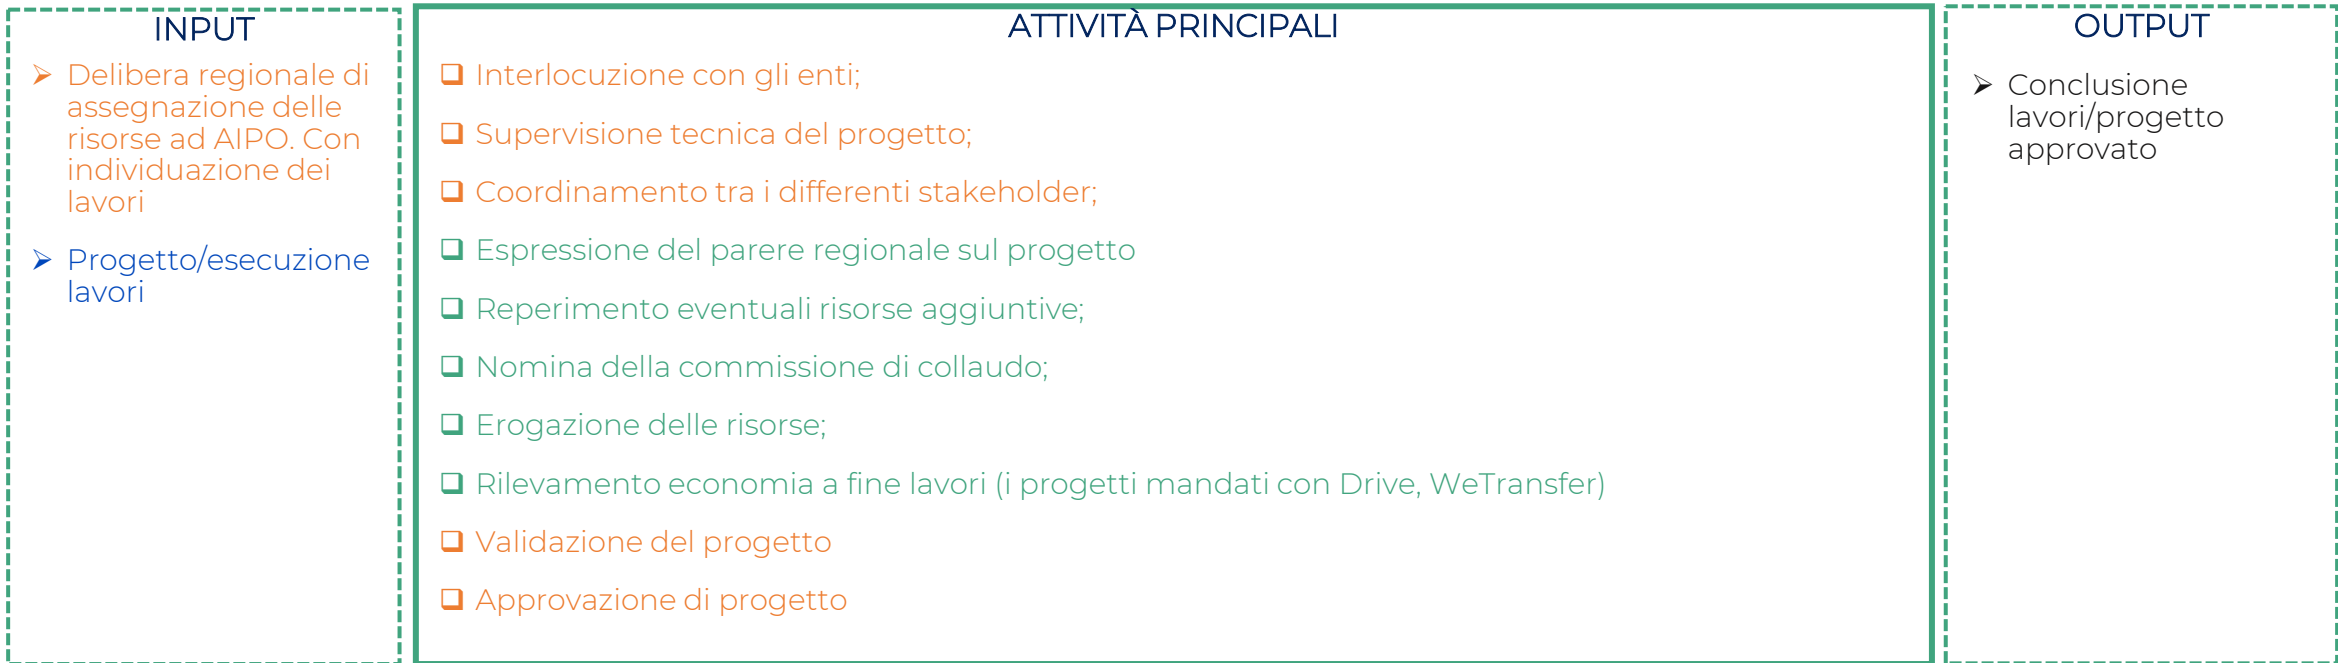 INPUT
Delibera regionale di
assegnazione delle
risorse ad AIPO. Con
individuazione dei
lavori
Progetto/esecuzione
lavori
ATTIVITÀ PRINCIPALI
Interlocuzione con gli enti;
Supervisione tecnica del progetto;
Coordinamento tra i differenti stakeholder;
Espressione del parere regionale sul progetto
Reperimento eventuali risorse aggiuntive;
Nomina della commissione di collaudo;
Erogazione delle risorse;
Rilevamento economia a fine lavori (i progetti mandati con Drive, WeTransfer)
Validazione del progetto
Approvazione di progetto
OUTPUT
Conclusione
lavori/progetto
approvato